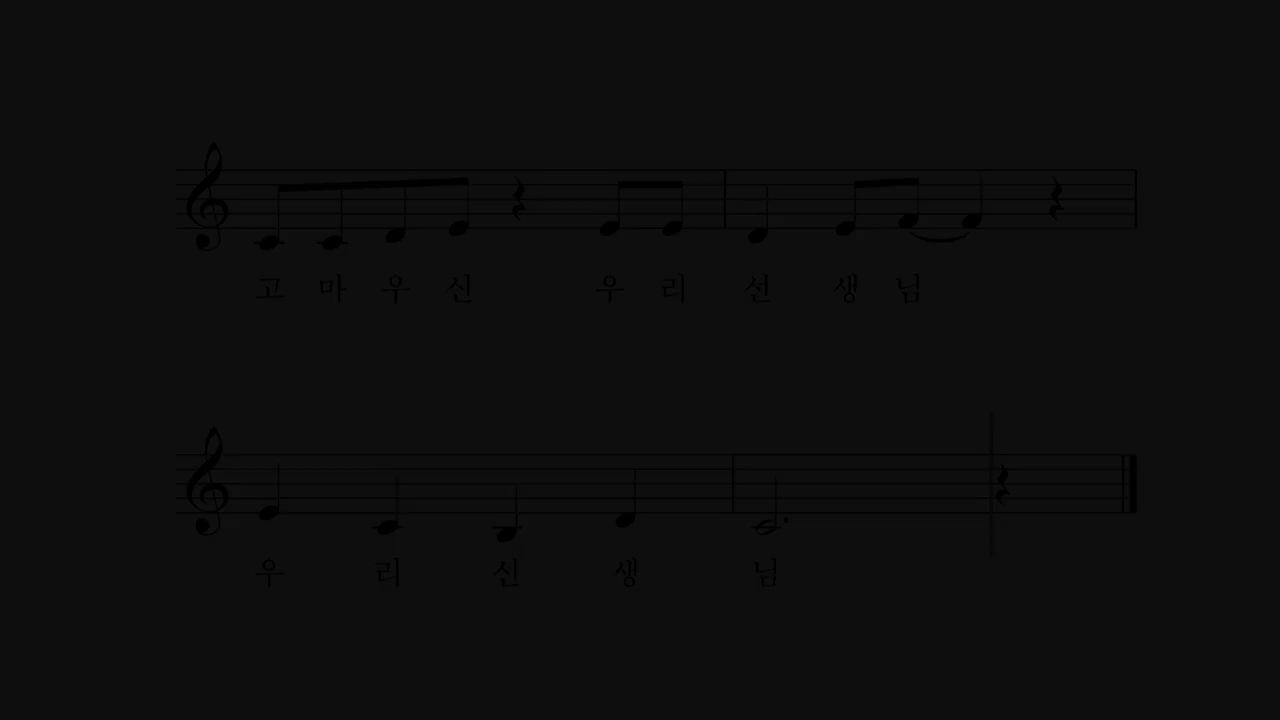 고 마 우 신 우 리 선 생 님
우 리 선 생 님